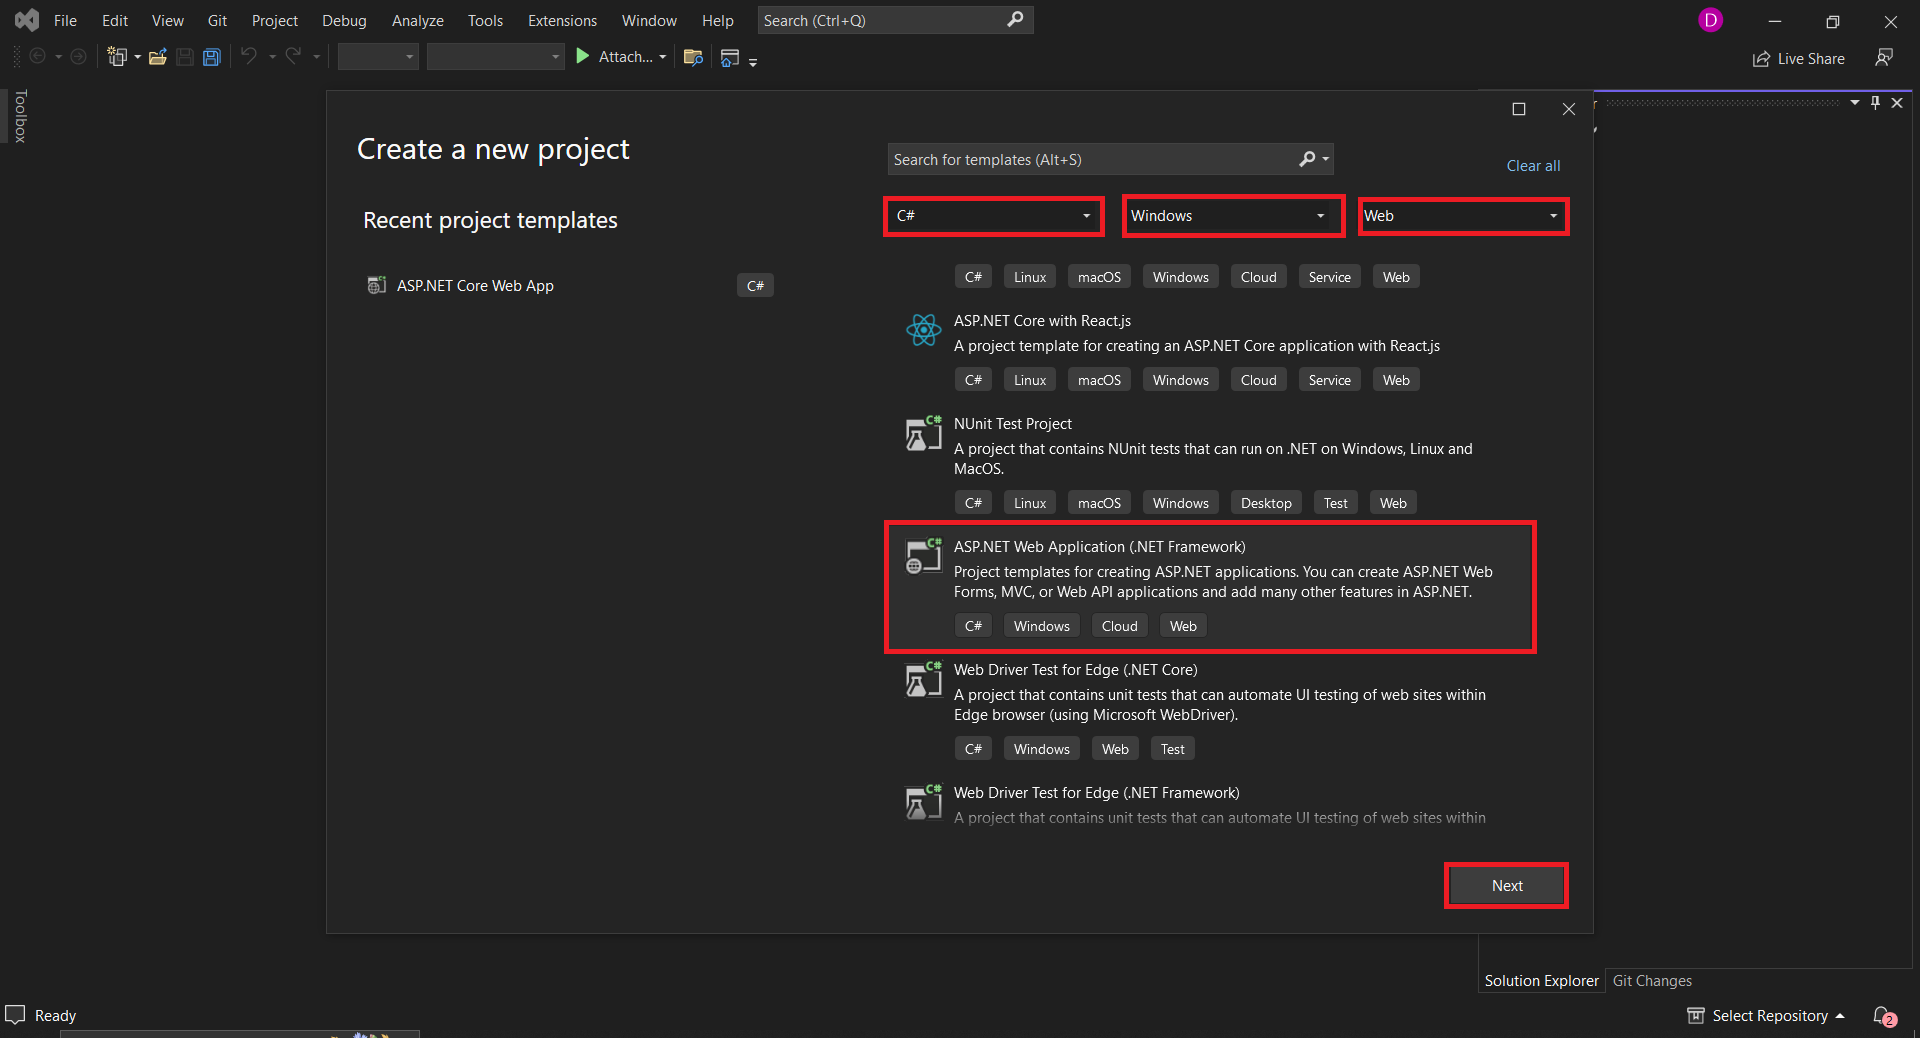 File Edit View Git Project Debug Analyze Tools Extensions Window Help Search (Ctrl+Q) D
Attach... Live Share
Toolbox
Create a new project
Search for templates (Alt+S)
Clear all
Recent project templates
C# Windows Web
ASP.NET Core Web App C#
C# Linux macOS Windows Cloud Service Web
ASP.NET Core with React.js
A project template for creating an ASP.NET Core application with React.js
C# Linux macOS Windows Cloud Service Web
NUnit Test Project
A project that contains NUnit tests that can run on .NET on Windows, Linux and
MacOS.
C# Linux macOS Windows Desktop Test Web
ASP.NET Web Application (.NET Framework)
Project templates for creating ASP.NET applications. You can create ASP.NET Web
Forms, MVC, or Web API applications and add many other features in ASP.NET.
C# Windows Cloud Web
Web Driver Test for Edge (.NET Core)
A project that contains unit tests that can automate UI testing of web sites within
Edge browser (using Microsoft WebDriver).
C# Windows Web Test
Web Driver Test for Edge (.NET Framework)
A project that contains unit tests that can automate UI testing of web sites within
Next
Solution Explorer Git Changes
Ready Select Repository 2